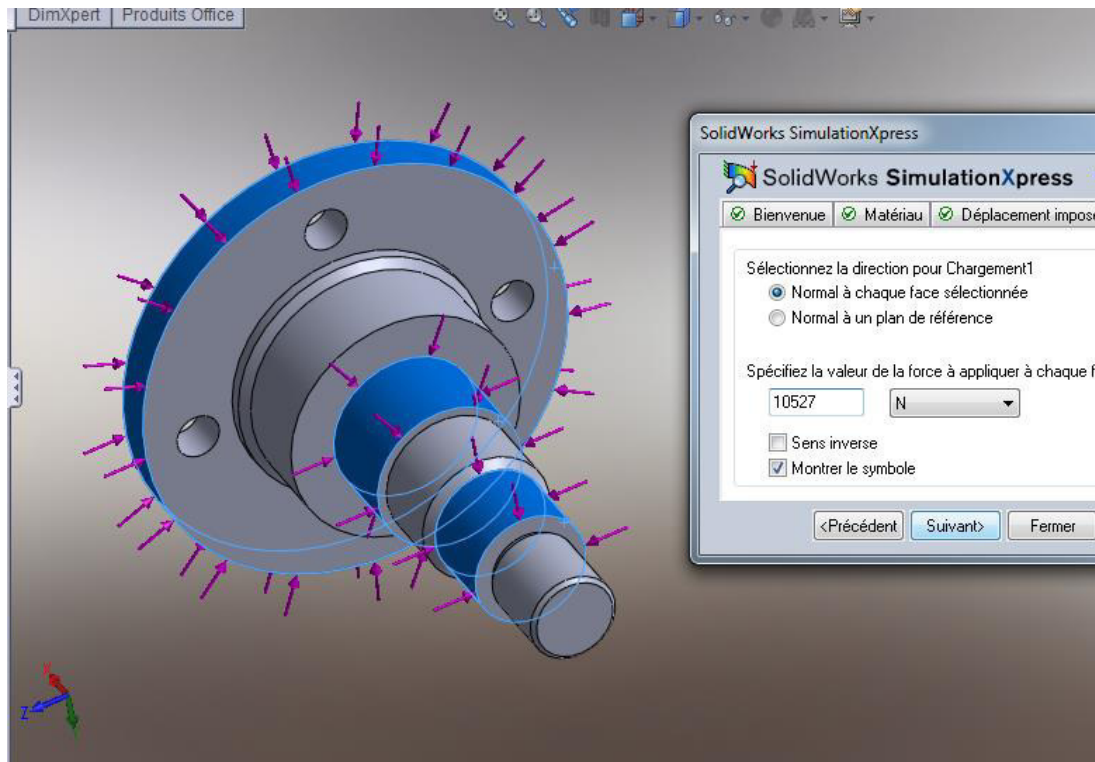 DimXpert Produits Office
SolidWorks SimulationXpress
SolidWorks SimulationXpress
Bienvenue Matériau Déplacement imposé
Sélectionnez la direction pour Chargement1
Normal à chaque face sélectionnée
Normal à un plan de référence
Spécifiez la valeur de la force à appliquer à chaque f
10527 N
Sens inverse
Montrer le symbole
<Précédent Suivant> Fermer
X
Z